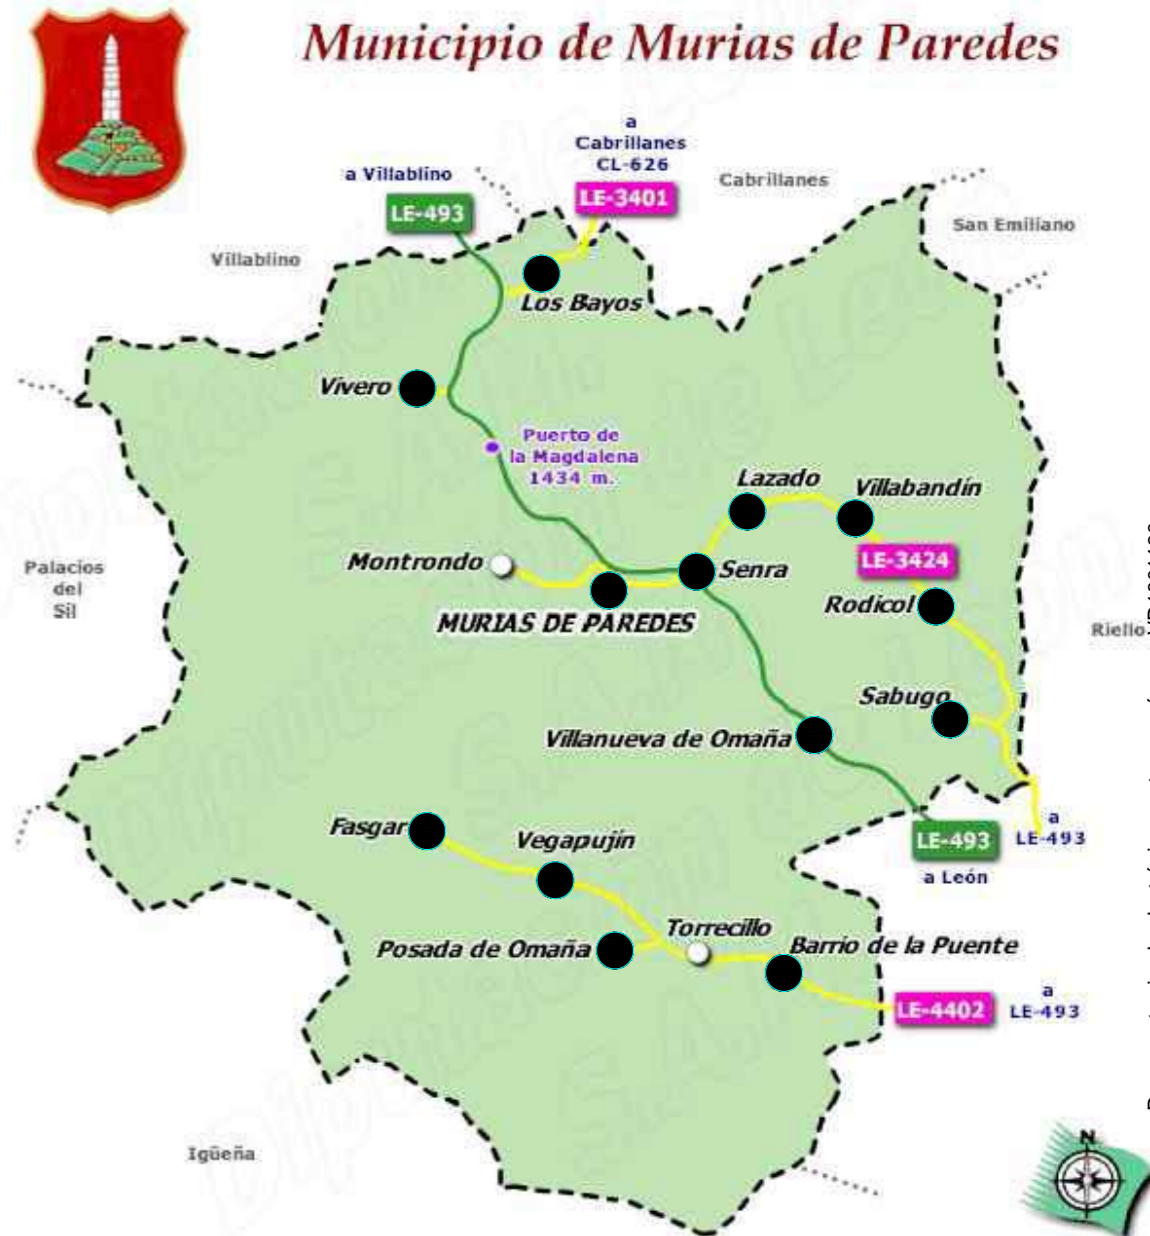 Municipio de Murias de Paredes
a
Cabrillanes
CL-626
a Villablino
Cabrillanes
LE-3401
LE-493
San Emiliano
Villablino
Los Bayos
Vivero
Puerto de
la Magdalena
1434 m.
Lazado
Villabandín
Montrondo
LE-3424
Senra
Palacios
del
Sil
Rodicol
MURIAS DE PAREDES
Riello
Sabugo
Villanueva de Omaña
Fasgar
Vegapujín
LE-493
a
LE-493
a León
Torrecillo
Posada de Omaña
Barrio de la Puente
LE-4402
a
LE-493
N
Igüeña